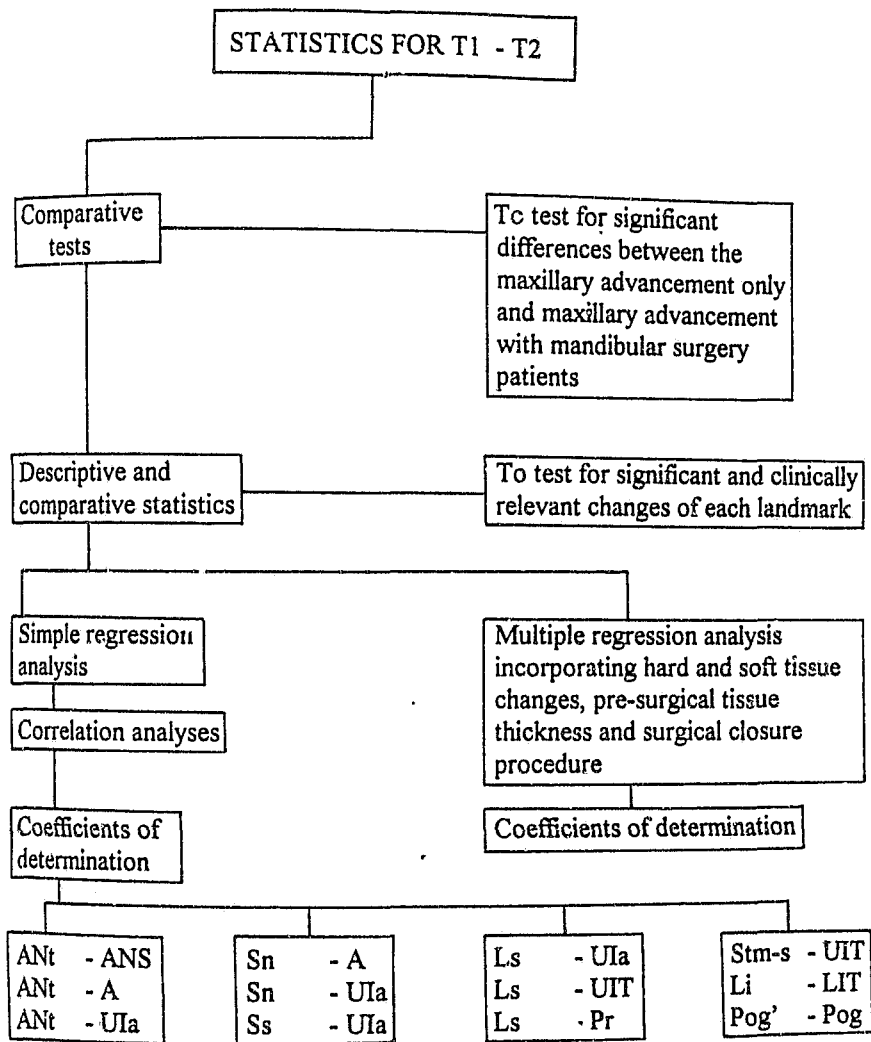 STATISTICS FOR T1 - T2
Comparative
tests
To test for significant
differences between the
maxillary advancement only
and maxillary advancement
with mandibular surgery
patients
Descriptive and
comparative statistics
To test for significant and clinically
relevant changes of each landmark
Simple regression
analysis
Multiple regression analysis
incorporating hard and soft tissue
changes, pre-surgical tissue
thickness and surgical closure
procedure
Correlation analyses
Coefficients of
determination
Coefficients of determination
ANt - ANS
ANt - A
ANt - UIa
Sn - A
Sn - UIa
Ss - UIa
Ls - UIa
Ls - UIT
Ls - Pr
Stm-s - UIT
Li - LIT
Pog' - Pog